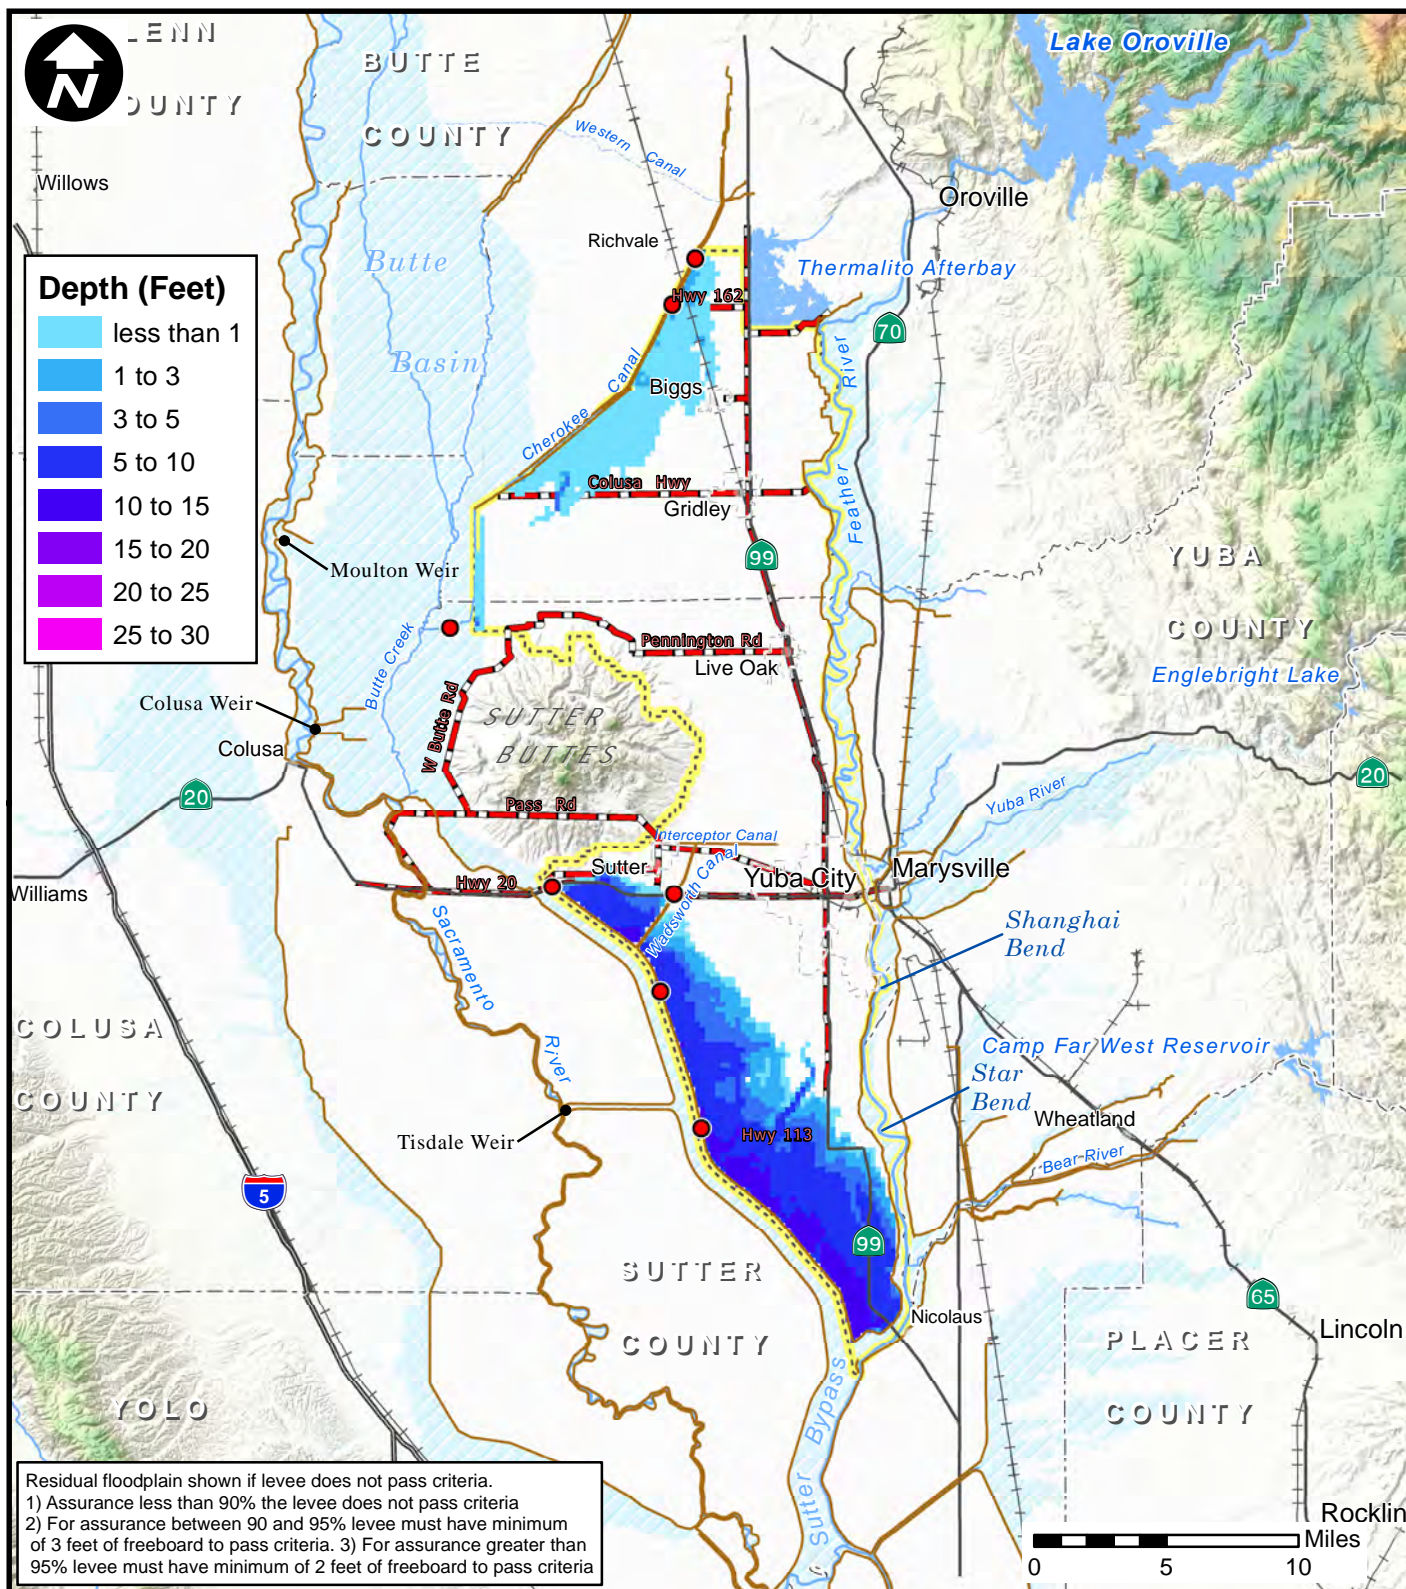 LENN
OUNTY
BUTTE
COUNTY
Lake Oroville
N
Western Canal
Willows
Oroville
Richvale
Butte
Basin
Thermalito Afterbay
Hwy 162
70
Depth (Feet)
less than 1
1 to 3
3 to 5
5 to 10
10 to 15
15 to 20
20 to 25
25 to 30
Cherokee Canal
Biggs
Feather River
Colusa Hwy
Gridley
99
Moulton Weir
YUBA
COUNTY
Butte Creek
Pennington Rd
Live Oak
Englebright Lake
Colusa Weir
Colusa
W Butte Rd
SUTTER
BUTTES
20
Pass Rd
20
Yuba River
Interceptor Canal
Sutter
Wadsworth Canal
Yuba City
Marysville
Williams
Hwy 20
Sacramento River
Shanghai
Bend
COLUSA
COUNTY
Camp Far West Reservoir
Star
Bend
Wheatland
Tisdale Weir
Hwy 113
Bear River
5
99
SUTTER
COUNTY
65
Nicolaus
Lincoln
PLACER
COUNTY
YOLO
Sutter Bypass
Residual floodplain shown if levee does not pass criteria.
1) Assurance less than 90% the levee does not pass criteria
2) For assurance between 90 and 95% levee must have minimum
of 3 feet of freeboard to pass criteria. 3) For assurance greater than
95% levee must have minimum of 2 feet of freeboard to pass criteria
Rocklin
Miles
0 5 10